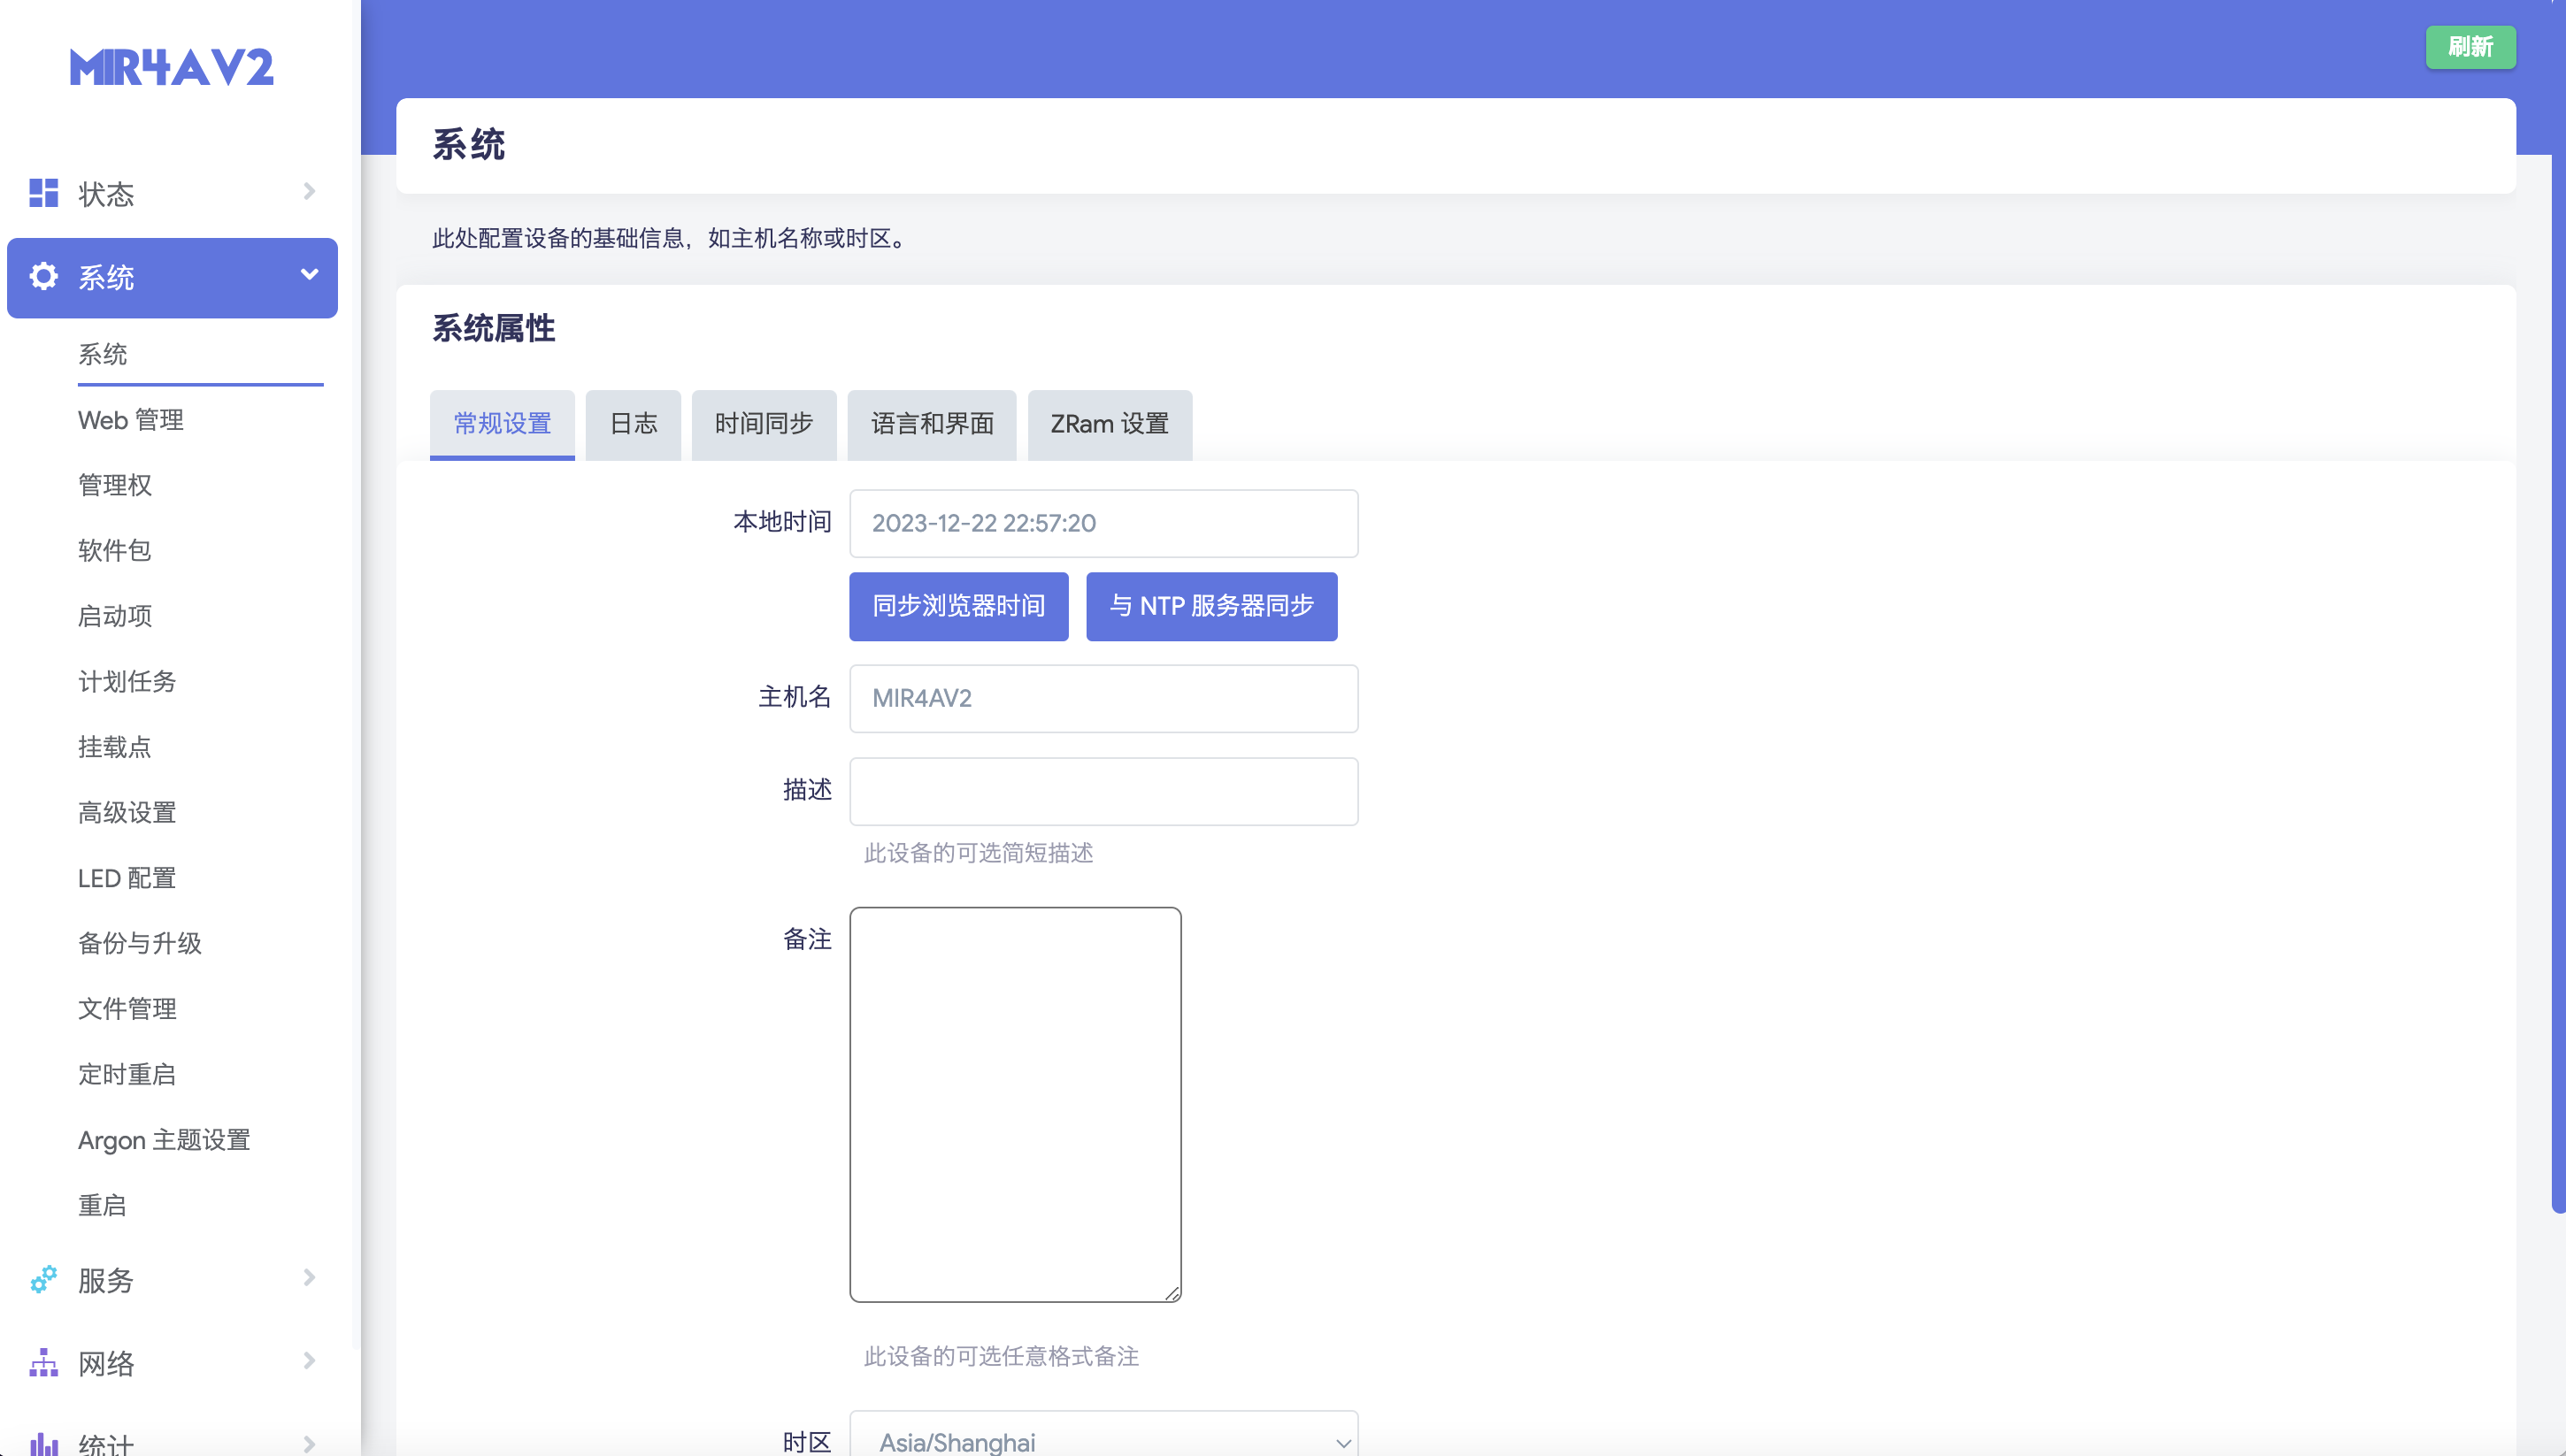 MIR4AV2
状态
系统
系统
Web 管理
管理权
软件包
启动项
计划任务
挂载点
高级设置
LED 配置
备份与升级
文件管理
定时重启
Argon 主题设置
重启
服务
网络
统计
刷新
系统
此处配置设备的基础信息，如主机名称或时区。
系统属性
常规设置 日志 时间同步 语言和界面 ZRam 设置
本地时间 2023-12-22 22:57:20
同步浏览器时间 与 NTP 服务器同步
主机名 MIR4AV2
描述
此设备的可选简短描述
备注
此设备的可选任意格式备注
时区 Asia/Shanghai